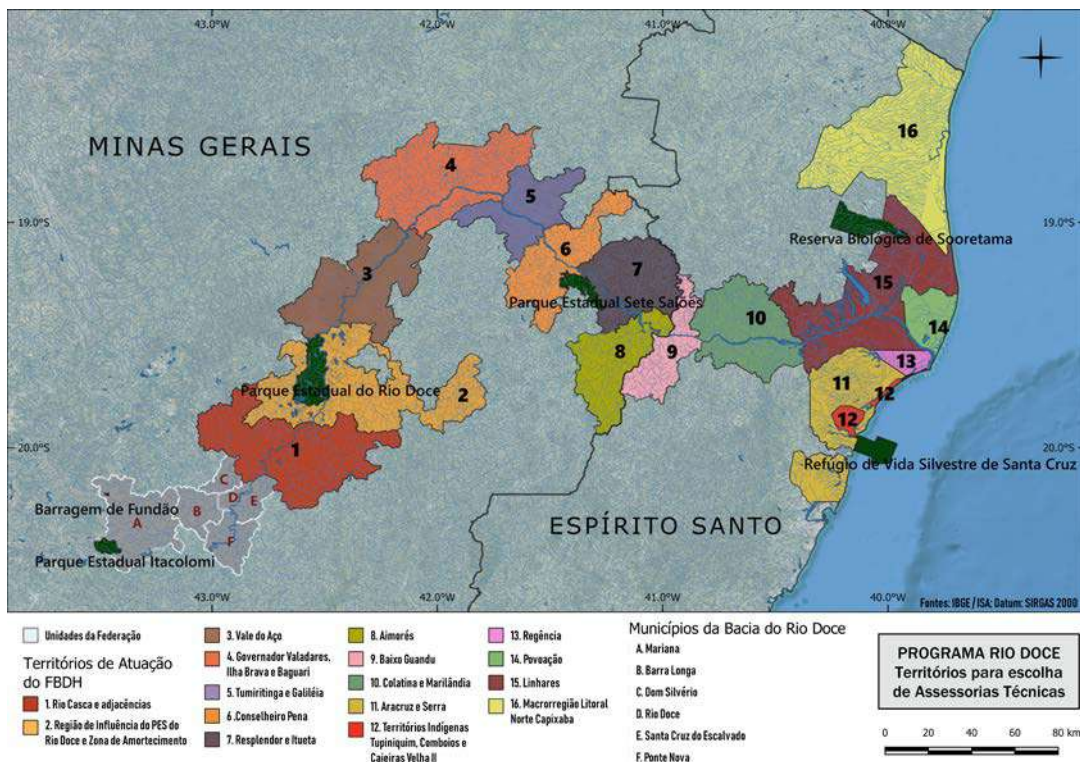 43.0°W
42.0°W
41.0°W
40.0°W
MINAS GERAIS
16
4
5
19.0°S
19.0°S
Reserva Biológica de Sooretama
6
3
7
15
Parque Estadual Sete Salões
10
14
8
9
13
Parque Estadual do Rio Doce
2
11
12
12
1
20.0°S
20.0°S
Refúgio de Vida Silvestre de Santa Cruz
C
D
E
Barragem de Fundão
A
B
F
ESPÍRITO SANTO
Parque Estadual Itacolomi
Fontes: IBGE / ISA; Datum: SIRGAS 2000
43.0°W
42.0°W
41.0°W
40.0°W
Unidades da Federação
Territórios de Atuação
do FBDH
1. Rio Casca e adjacências
2. Região de Influência do PES do
Rio Doce e Zona de Amortecimento
3. Vale do Aço
4. Governador Valadares,
Ilha Brava e Baguari
5. Tumiritinga e Galiléia
6 .Conselheiro Pena
7. Resplendor e Itueta
8. Aimorés
9. Baixo Guandu
10. Colatina e Marilândia
11. Aracruz e Serra
12. Territórios Indígenas
Tupiniquim, Comboios e
Caieiras Velha II
13. Regência
14. Povoação
15. Linhares
16. Macrorregião Litoral
Norte Capixaba
Municípios da Bacia do Rio Doce
A. Mariana
B. Barra Longa
C. Dom Silvério
D. Rio Doce
E. Santa Cruz do Escalvado
F. Ponte Nova
PROGRAMA RIO DOCE
Territórios para escolha
de Assessorias Técnicas
0 20 40 60 80 km